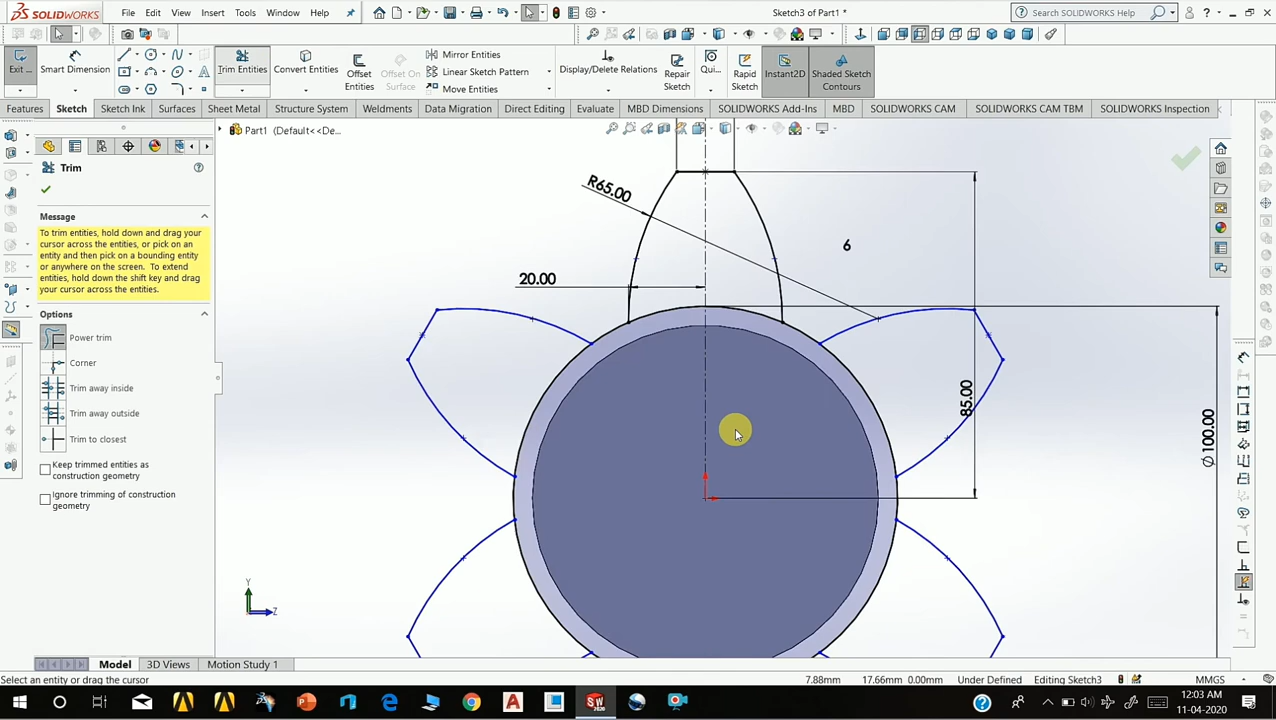 SOLIDWORKS File Edit View Insert Tools Window Help Sketch3 of Part1 * Search SOLIDWORKS Help
Exit ... Smart Dimension Trim Entities Convert Entities Offset Entities Offset On Surface Mirror Entities Linear Sketch Pattern Move Entities Display/Delete Relations Repair Sketch Qui... Rapid Sketch Instant2D Shaded Sketch Contours
Features Sketch Sketch Ink Surfaces Sheet Metal Structure System Weldments Data Migration Direct Editing Evaluate MBD Dimensions SOLIDWORKS Add-Ins MBD SOLIDWORKS CAM SOLIDWORKS CAM TBM SOLIDWORKS Inspection
Part1 (Default<<De...
Trim
Message
To trim entities, hold down and drag your
cursor across the entities, or pick on an
entity and then pick on a bounding entity
or anywhere on the screen. To extend
entities, hold down the shift key and drag
your cursor across the entities.
Options
Power trim
Corner
Trim away inside
Trim away outside
Trim to closest
Keep trimmed entities as
construction geometry
Ignore trimming of construction
geometry
R65.00
6
20.00
85.00
Ø100.00
Y
Z
Model 3D Views Motion Study 1
Select an entity or drag the cursor 7.88mm 17.66mm 0.00mm Under Defined Editing Sketch3 MMGS
12:03 AM
11-04-2020